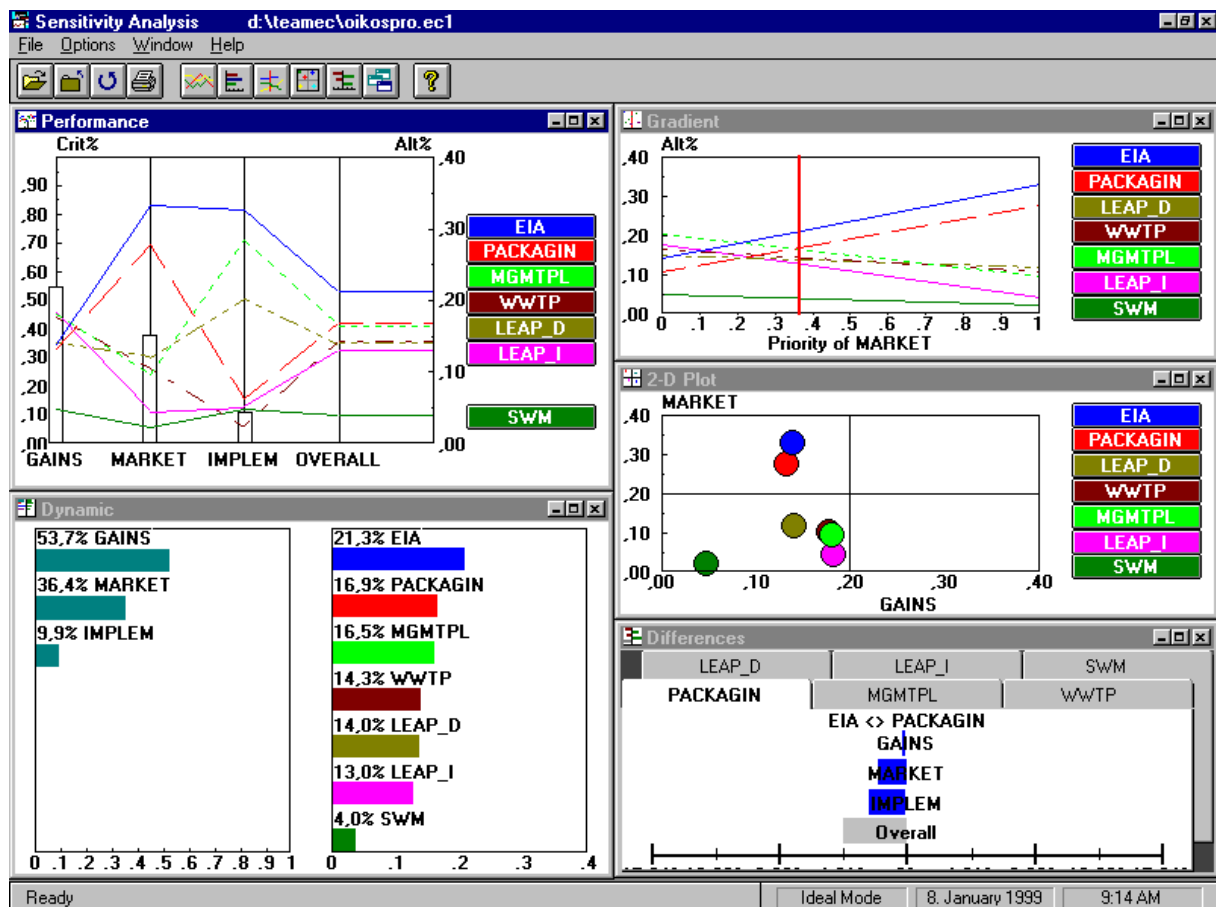 Sensitivity Analysis d:\teamec\oikospro.ec1
File Options Window Help
Performance
Crit% Alt%
,90
,80
,70
,60
,50
,40
,30
,20
,10
,00
,40
,30
,20
,10
,00
GAINS MARKET IMPLEM OVERALL
EIA
PACKAGIN
MGMTPL
WWTP
LEAP_D
LEAP_I
SWM
Gradient
Alt%
,40
,30
,20
,10
,00
0 .1 .2 .3 .4 .5 .6 .7 .8 .9 1
Priority of MARKET
EIA
PACKAGIN
LEAP_D
WWTP
MGMTPL
LEAP_I
SWM
2-D Plot
MARKET
,40
,30
,20
,10
,00
,00 ,10 ,20 ,30 ,40
GAINS
EIA
PACKAGIN
LEAP_D
WWTP
MGMTPL
LEAP_I
SWM
Dynamic
53,7% GAINS
36,4% MARKET
9,9% IMPLEM
0 .1 .2 .3 .4 .5 .6 .7 .8 .9 1
21,3% EIA
16,9% PACKAGIN
16,5% MGMTPL
14,3% WWTP
14,0% LEAP_D
13,0% LEAP_I
4,0% SWM
0 .1 .2 .3 .4
Differences
LEAP_D LEAP_I SWM
PACKAGIN MGMTPL WWTP
EIA <> PACKAGIN
GAINS
MARKET
IMPLEM
Overall
Ready Ideal Mode 8. January 1999 9:14 AM